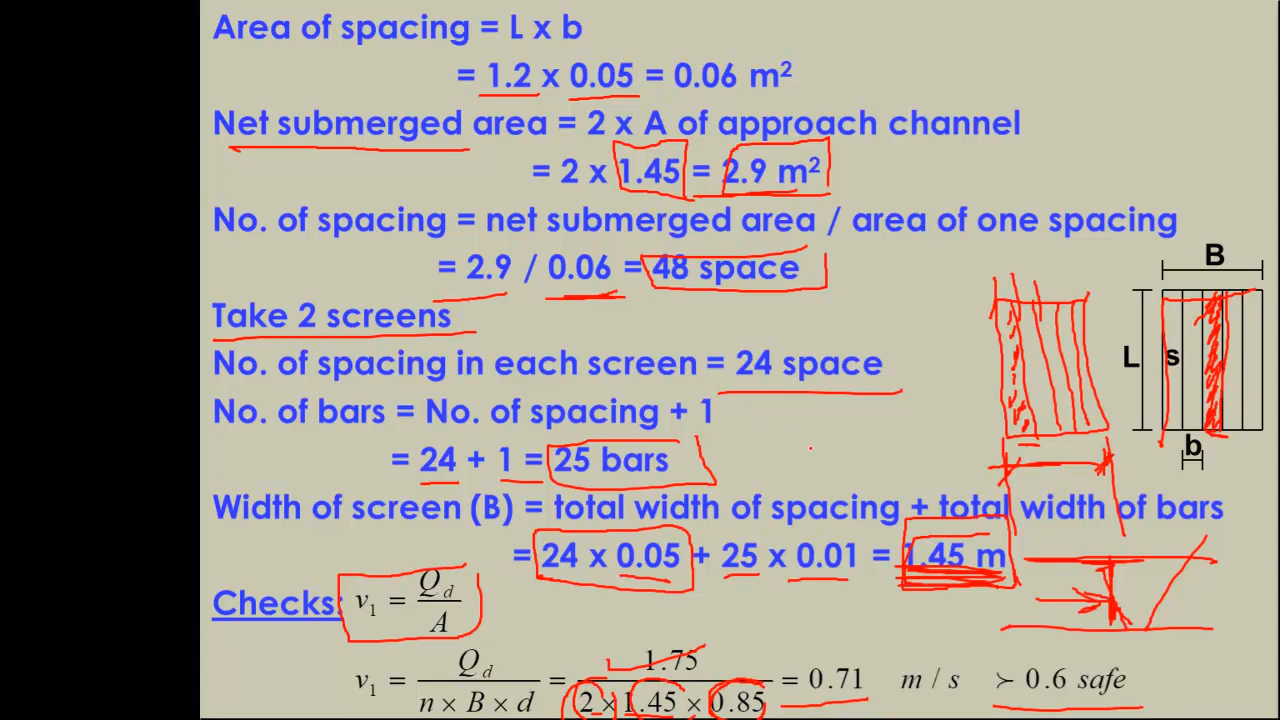 Area of spacing = L x b
= 1.2 x 0.05 = 0.06 m²
Net submerged area = 2 x A of approach channel
= 2 x 1.45 = 2.9 m²
No. of spacing = net submerged area / area of one spacing
= 2.9 / 0.06 = 48 space
Take 2 screens
No. of spacing in each screen = 24 space
No. of bars = No. of spacing + 1
= 24 + 1 = 25 bars
Width of screen (B) = total width of spacing + total width of bars
= 24 x 0.05 + 25 x 0.01 = 1.45 m
Checks: v₁ = Q_d / A
v₁ = Q_d / n × B × d = 1.75 / 2 × 1.45 × 0.85 = 0.71 m / s ≻ 0.6 safe
B
L
s
b